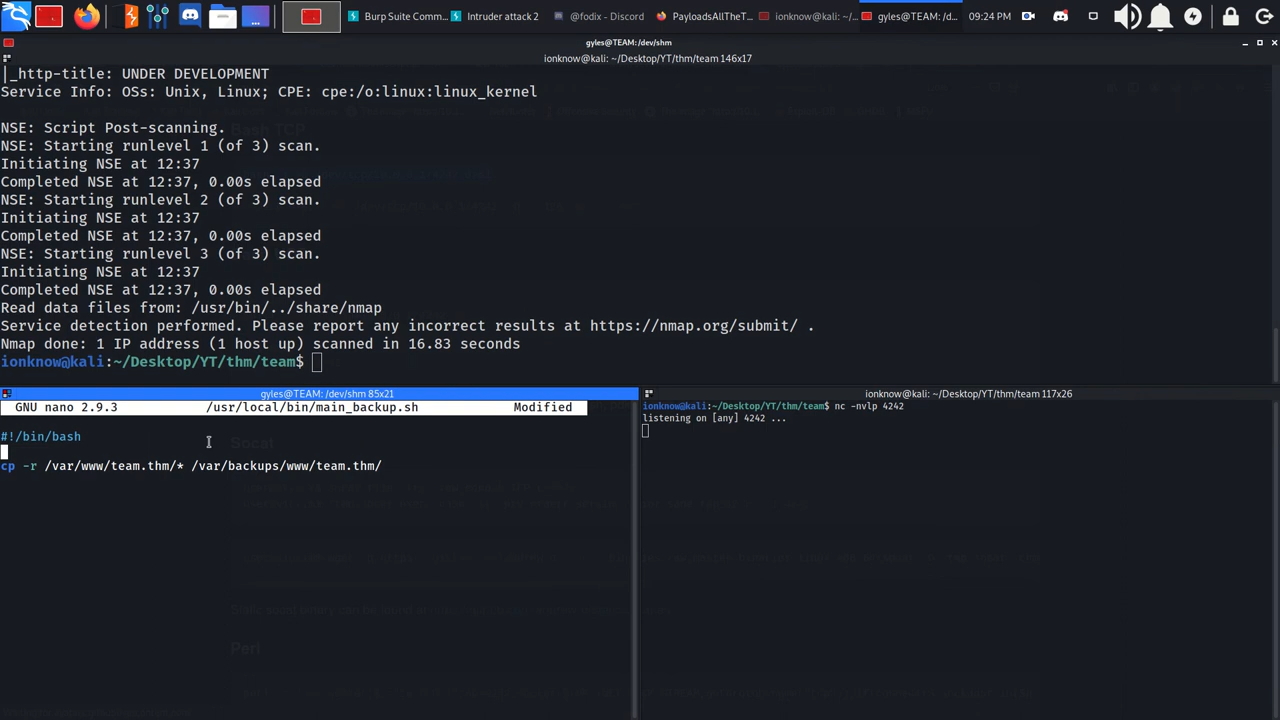 Burp Suite Comm...
Intruder attack 2
@fodix - Discord
PayloadsAllTheT...
ionknow@kali: ~/...
gyles@TEAM: /d...
09:24 PM
gyles@TEAM:/dev/shm
ionknow@kali: ~/Desktop/YT/thm/team 146x17
|_http-title: UNDER DEVELOPMENT
Service Info: OSs: Unix, Linux; CPE: cpe:/o:linux:linux_kernel
NSE: Script Post-scanning.
NSE: Starting runlevel 1 (of 3) scan.
Initiating NSE at 12:37
Completed NSE at 12:37, 0.00s elapsed
NSE: Starting runlevel 2 (of 3) scan.
Initiating NSE at 12:37
Completed NSE at 12:37, 0.00s elapsed
NSE: Starting runlevel 3 (of 3) scan.
Initiating NSE at 12:37
Completed NSE at 12:37, 0.00s elapsed
Read data files from: /usr/bin/../share/nmap
Service detection performed. Please report any incorrect results at https://nmap.org/submit/ .
Nmap done: 1 IP address (1 host up) scanned in 16.83 seconds
ionknow@kali:~/Desktop/YT/thm/team$
gyles@TEAM: /dev/shm 85x21
GNU nano 2.9.3 /usr/local/bin/main_backup.sh Modified
#!/bin/bash
cp -r /var/www/team.thm/* /var/backups/www/team.thm/
ionknow@kali: ~/Desktop/YT/thm/team 117x26
ionknow@kali:~/Desktop/YT/thm/team$ nc -nvlp 4242
listening on [any] 4242 ...
Bash TCP
Socat
Perl